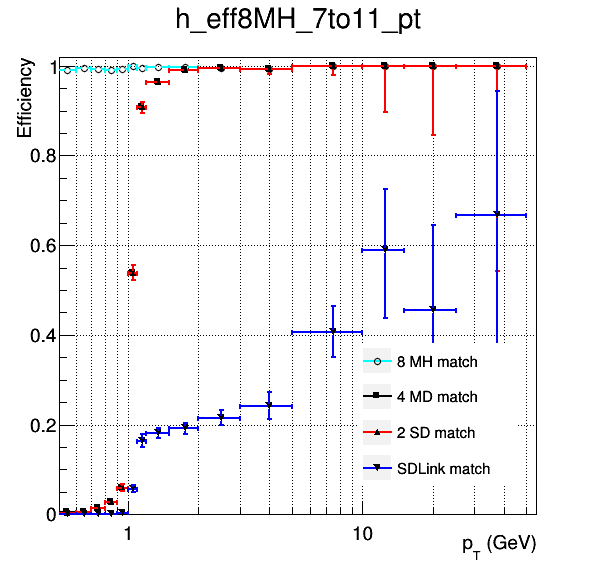 h_eff8MH_7to11_pt
Efficiency
1
0.8
0.6
0.4
0.2
0
8 MH match
4 MD match
2 SD match
SDLink match
1
10
p_T (GeV)